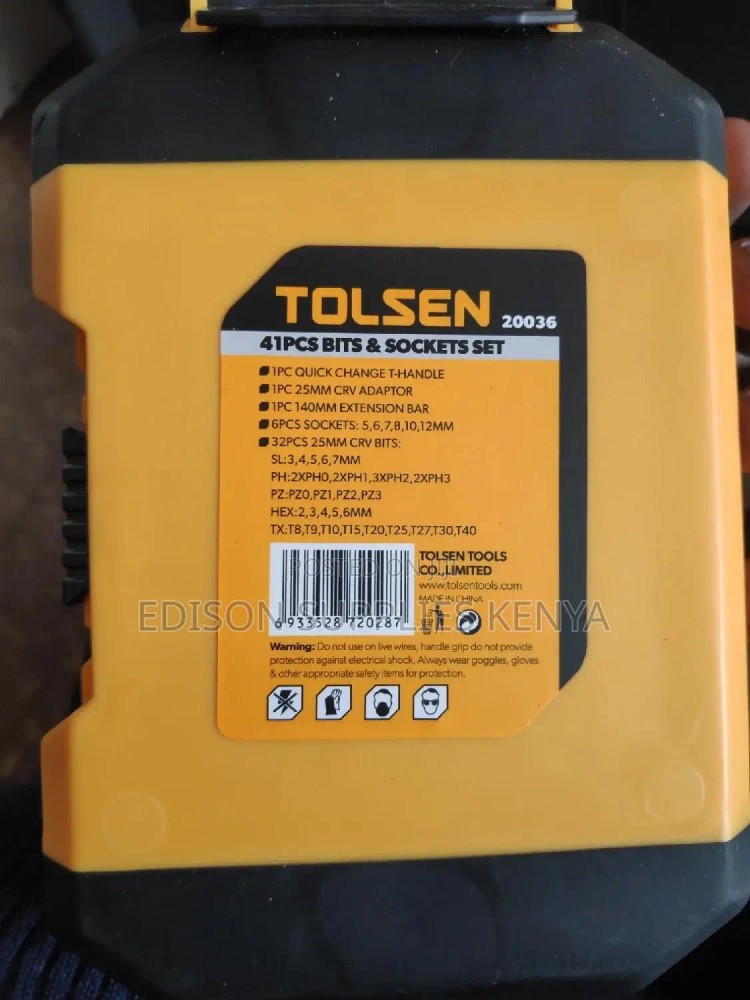 TOLSEN 20036
41PCS BITS & SOCKETS SET
1PC QUICK CHANGE T-HANDLE
1PC 25MM CRV ADAPTOR
1PC 140MM EXTENSION BAR
6PCS SOCKETS: 5,6,7,8,10,12MM
32PCS 25MM CRV BITS:
SL:3,4,5,6,7MM
PH:2XPH0,2XPH1,3XPH2,2XPH3
PZ:PZ0,PZ1,PZ2,PZ3
HEX:2,3,4,5,6MM
TX:T8,T9,T10,T15,T20,T25,T27,T30,T40
TOLSEN TOOLS
CO.,LIMITED
www.tolsentools.com
MADE IN CHINA
POSTED ON
EDISON SUPPLIES KENYA
6 933528 720287
Warning: Do not use on live wires, handle grip do not provide
protection against electrical shock. Always wear goggles, gloves
& other appropriate safety items for protection.